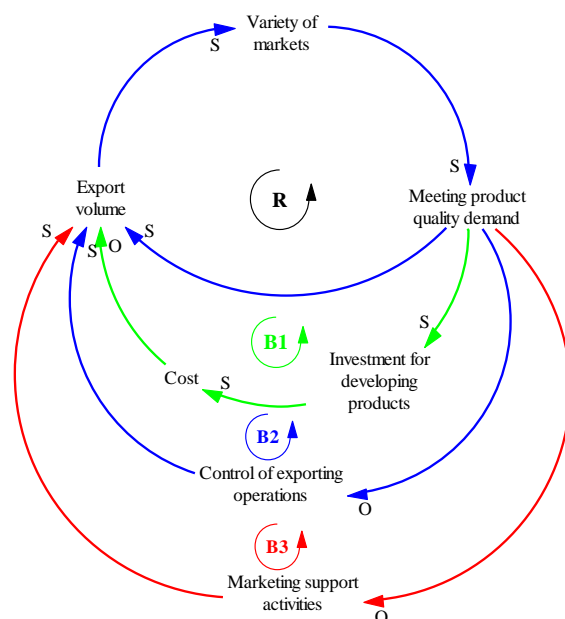 Variety of
markets
S
S
Export
volume
R
Meeting product
quality demand
S
S
O
S
B1
S
Investment for
developing
products
Cost
S
B2
Control of exporting
operations
O
B3
Marketing support
activities
O